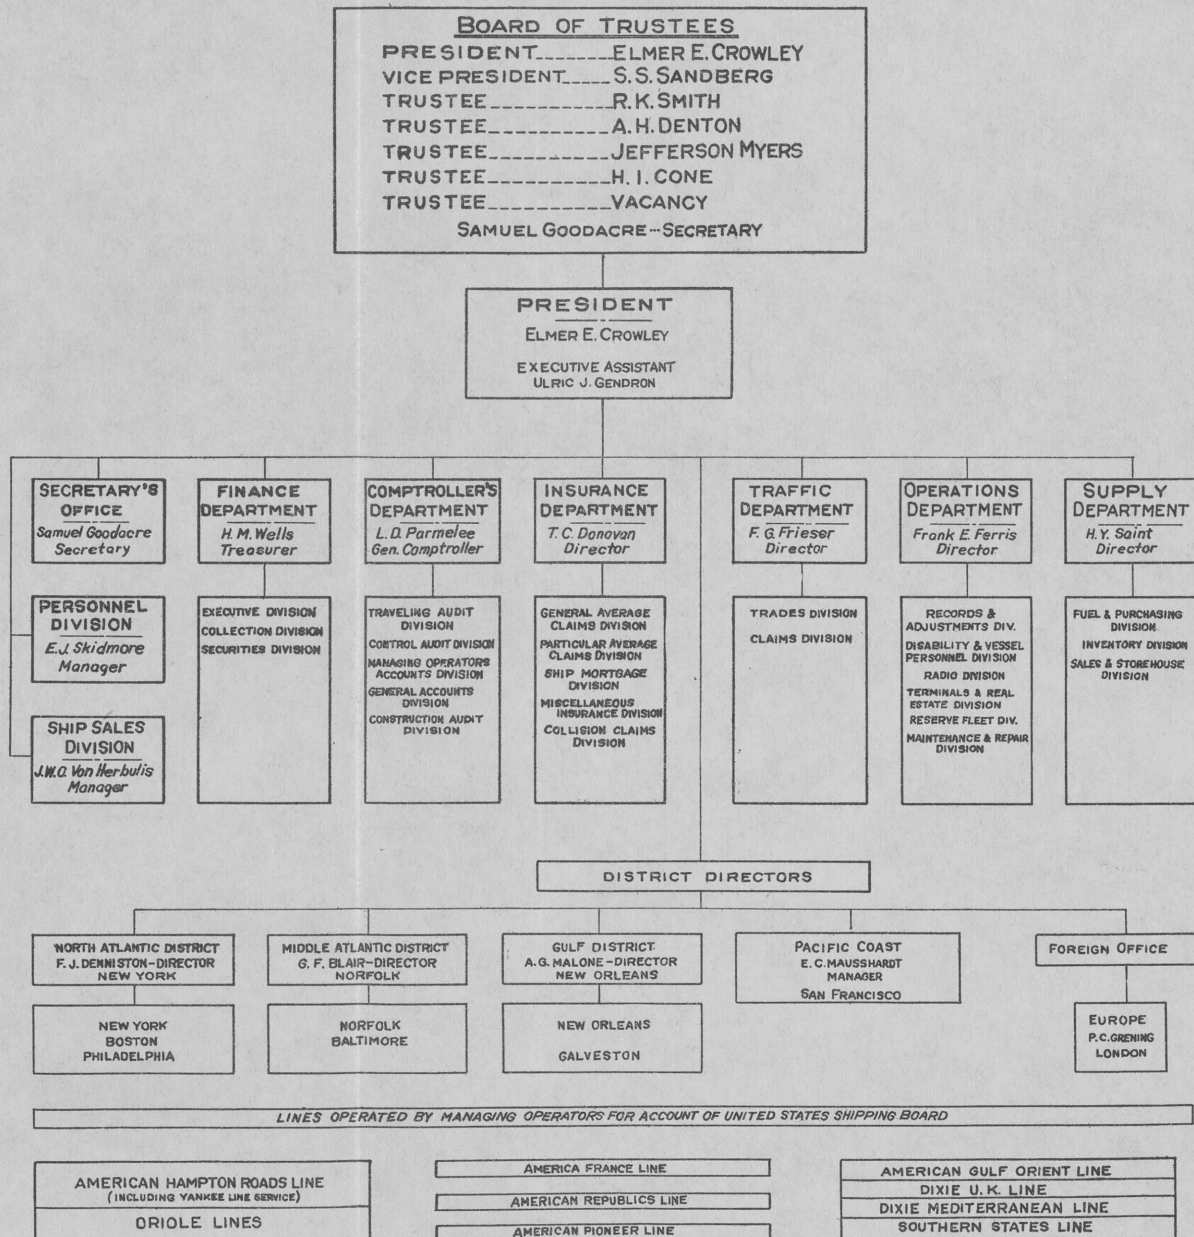 BOARD OF TRUSTEES
PRESIDENT_______ELMER E. CROWLEY
VICE PRESIDENT_____S. S. SANDBERG
TRUSTEE___________R. K. SMITH
TRUSTEE___________A. H. DENTON
TRUSTEE___________JEFFERSON MYERS
TRUSTEE___________H. I. CONE
TRUSTEE___________VACANCY
SAMUEL GOODACRE---SECRETARY
PRESIDENT
ELMER E. CROWLEY
EXECUTIVE ASSISTANT
ULRIC J. GENDRON
SECRETARY'S
OFFICE
Samuel Goodacre
Secretary
PERSONNEL
DIVISION
E.J. Skidmore
Manager
SHIP SALES
DIVISION
J.W.O. Von Herbulis
Manager
FINANCE
DEPARTMENT
H. M. Wells
Treasurer
EXECUTIVE DIVISION
COLLECTION DIVISION
SECURITIES DIVISION
COMPTROLLER'S
DEPARTMENT
L. D. Parmelee
Gen. Comptroller
TRAVELING AUDIT
DIVISION
CONTROL AUDIT DIVISION
MANAGING OPERATORS
ACCOUNTS DIVISION
GENERAL ACCOUNTS
DIVISION
CONSTRUCTION AUDIT
DIVISION
INSURANCE
DEPARTMENT
T. C. Donovan
Director
GENERAL AVERAGE
CLAIMS DIVISION
PARTICULAR AVERAGE
CLAIMS DIVISION
SHIP MORTGAGE
DIVISION
MISCELLANEOUS
INSURANCE DIVISION
COLLISION CLAIMS
DIVISION
TRAFFIC
DEPARTMENT
F. G. Frieser
Director
TRADES DIVISION
CLAIMS DIVISION
OPERATIONS
DEPARTMENT
Frank E. Ferris
Director
RECORDS &
ADJUSTMENTS DIV.
DISABILITY & VESSEL
PERSONNEL DIVISION
RADIO DIVISION
TERMINALS & REAL
ESTATE DIVISION
RESERVE FLEET DIV.
MAINTENANCE & REPAIR
DIVISION
SUPPLY
DEPARTMENT
H. Y. Saint
Director
FUEL & PURCHASING
DIVISION
INVENTORY DIVISION
SALES & STOREHOUSE
DIVISION
DISTRICT DIRECTORS
NORTH ATLANTIC DISTRICT
F. J. DENNISTON-DIRECTOR
NEW YORK
NEW YORK
BOSTON
PHILADELPHIA
MIDDLE ATLANTIC DISTRICT
G. F. BLAIR-DIRECTOR
NORFOLK
NORFOLK
BALTIMORE
GULF DISTRICT
A. G. MALONE-DIRECTOR
NEW ORLEANS
NEW ORLEANS
GALVESTON
PACIFIC COAST
E. C. MAUSSHARDT
MANAGER
SAN FRANCISCO
FOREIGN OFFICE
EUROPE
P. C. GRENING
LONDON
LINES OPERATED BY MANAGING OPERATORS FOR ACCOUNT OF UNITED STATES SHIPPING BOARD
AMERICAN HAMPTON ROADS LINE
(INCLUDING YANKEE LINE SERVICE)
ORIOLE LINES
AMERICA FRANCE LINE
AMERICAN REPUBLICS LINE
AMERICAN PIONEER LINE
AMERICAN GULF ORIENT LINE
DIXIE U. K. LINE
DIXIE MEDITERRANEAN LINE
SOUTHERN STATES LINE